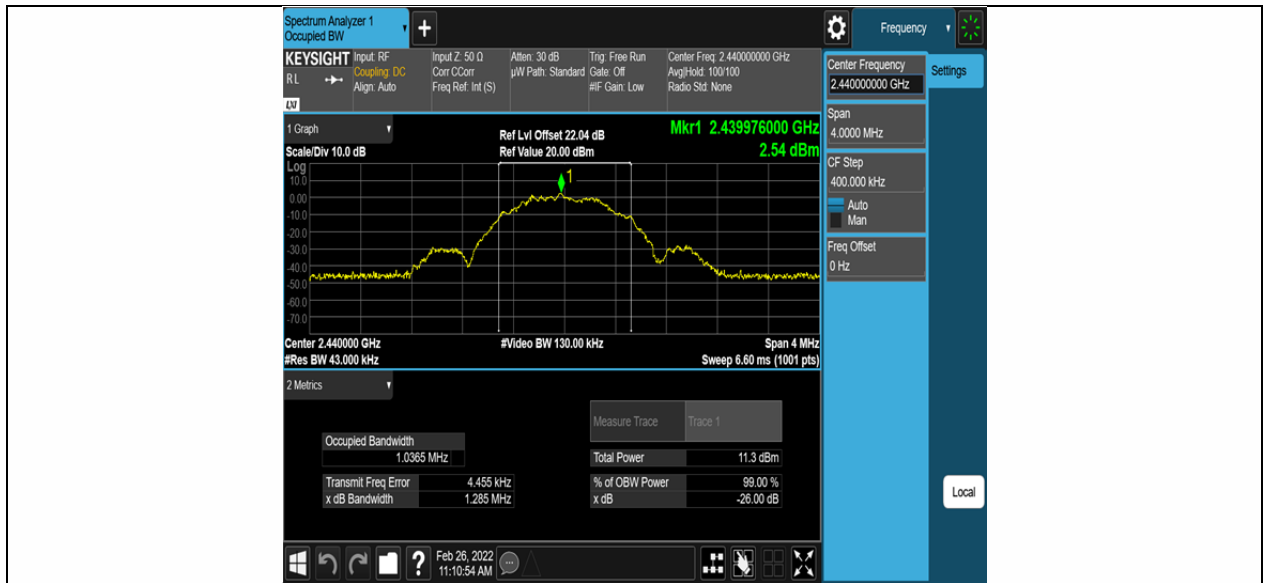 Spectrum Analyzer 1
Occupied BW
+
Frequency
KEYSIGHT
RL
LXI
Input: RF
Coupling: DC
Align: Auto
Input Z: 50 Ω
Corr CCorr
Freq Ref: Int (S)
Atten: 30 dB
µW Path: Standard
Trig: Free Run
Gate: Off
#IF Gain: Low
Center Freq: 2.440000000 GHz
Avg|Hold: 100/100
Radio Std: None
Center Frequency
2.440000000 GHz
Settings
Span
4.0000 MHz
CF Step
400.000 kHz
Auto
Man
Freq Offset
0 Hz
Local
1 Graph
Scale/Div 10.0 dB
Ref Lvl Offset 22.04 dB
Ref Value 20.00 dBm
Mkr1 2.439976000 GHz
2.54 dBm
Log
10.0
0.00
-10.0
-20.0
-30.0
-40.0
-50.0
-60.0
-70.0
1
Center 2.440000 GHz
#Res BW 43.000 kHz
#Video BW 130.00 kHz
Span 4 MHz
Sweep 6.60 ms (1001 pts)
2 Metrics
Measure Trace
Trace 1
Occupied Bandwidth
1.0365 MHz
Total Power 11.3 dBm
Transmit Freq Error 4.455 kHz
% of OBW Power 99.00 %
x dB Bandwidth 1.285 MHz
x dB -26.00 dB
?
Feb 26, 2022
11:10:54 AM